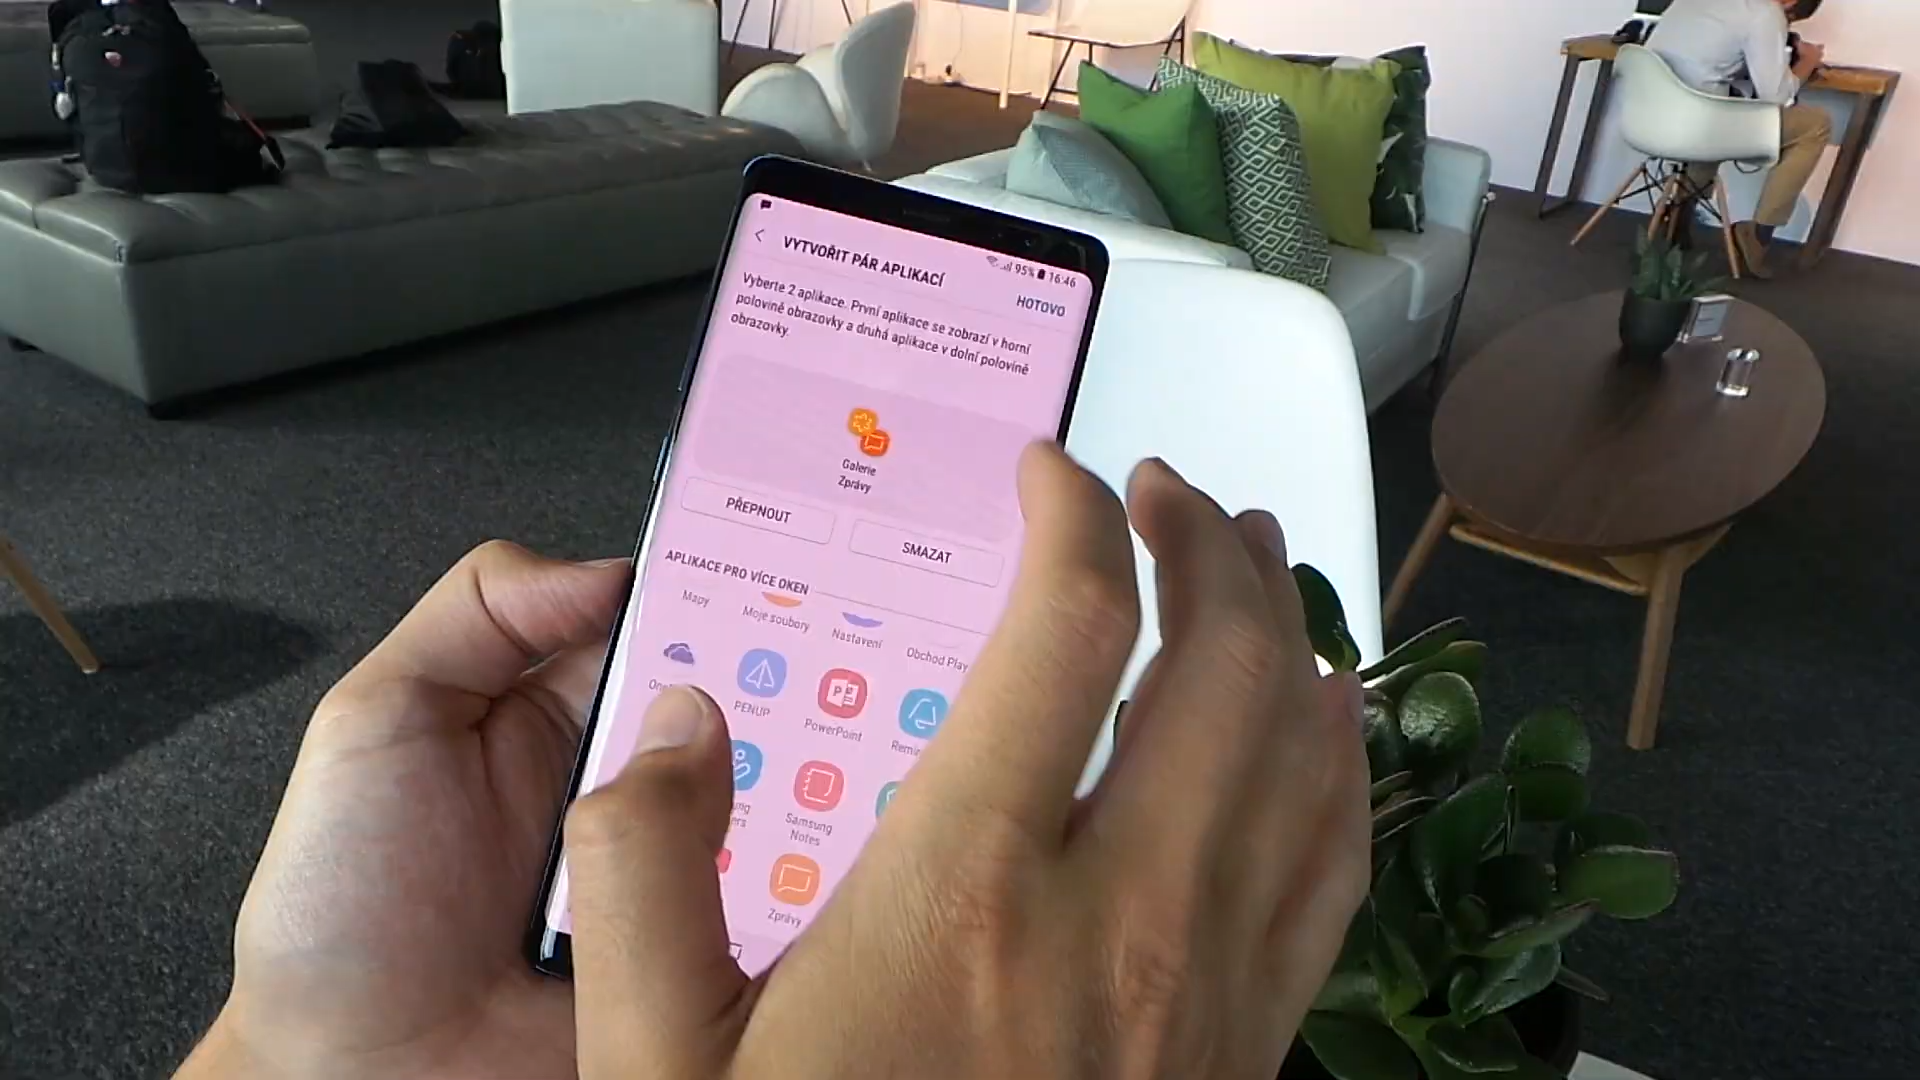 95% 16:46
VYTVOŘIT PÁR APLIKACÍ
HOTOVO
Vyberte 2 aplikace. První aplikace se zobrazí v horní
polovině obrazovky a druhá aplikace v dolní polovině
obrazovky.
Galerie
Zprávy
PŘEPNOUT
SMAZAT
APLIKACE PRO VÍCE OKEN
Mapy
Moje soubory
Nastavení
Obchod Play
PENUP
PowerPoint
Samsung
Notes
Zprávy